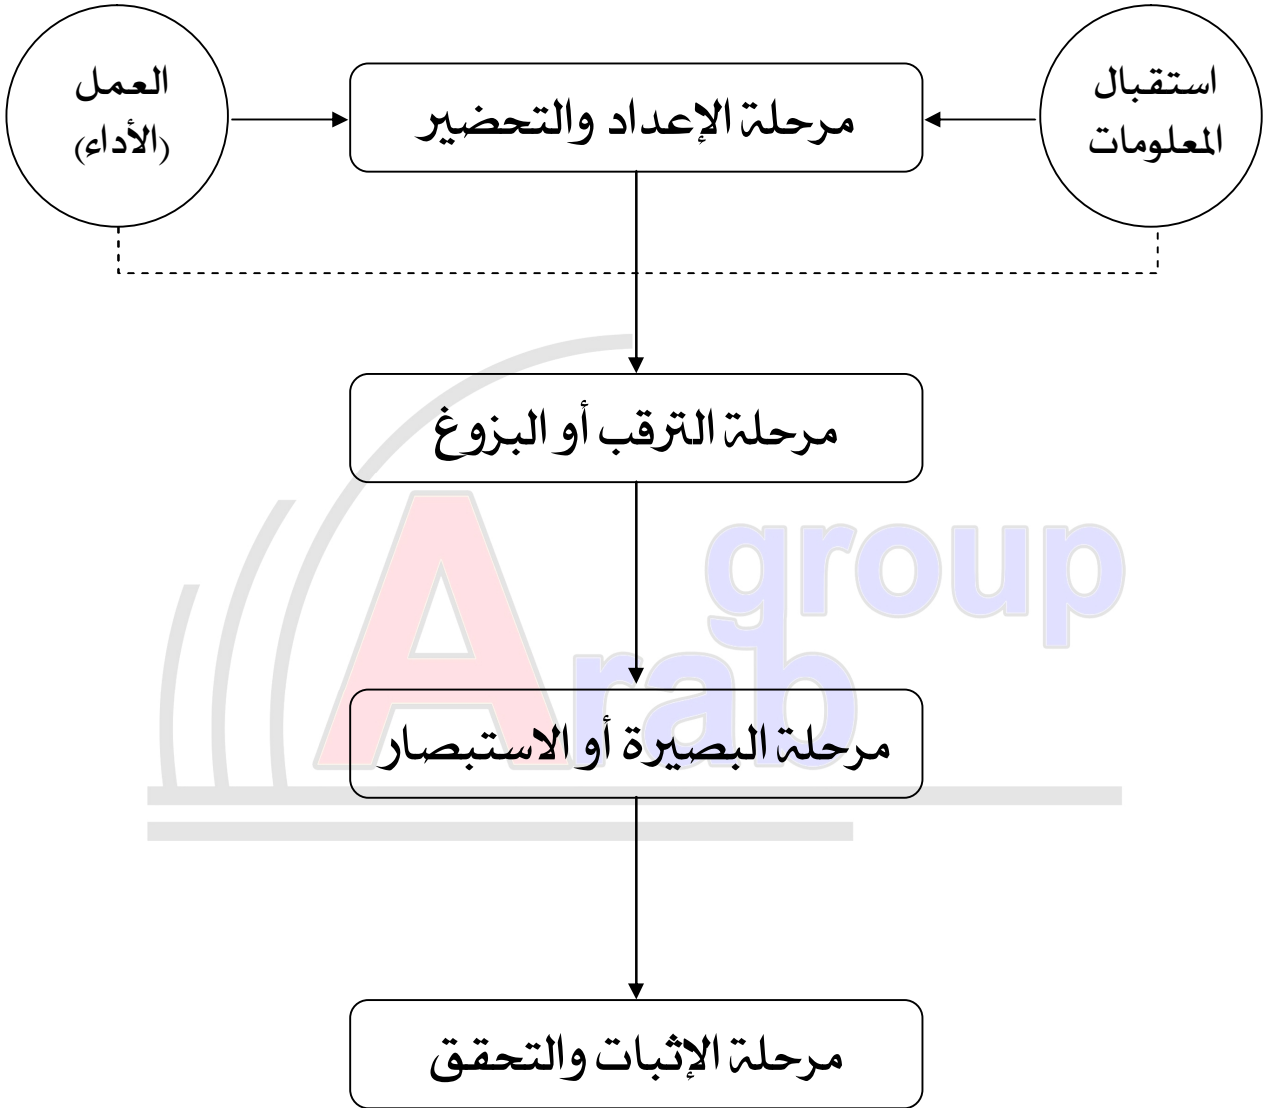 استقبال
المعلومات
مرحلة الإعداد والتحضير
العمل
(الأداء)
مرحلة الترقب أو البزوغ
group
Arab
مرحلة البصيرة أو الاستبصار
مرحلة الإثبات والتحقق